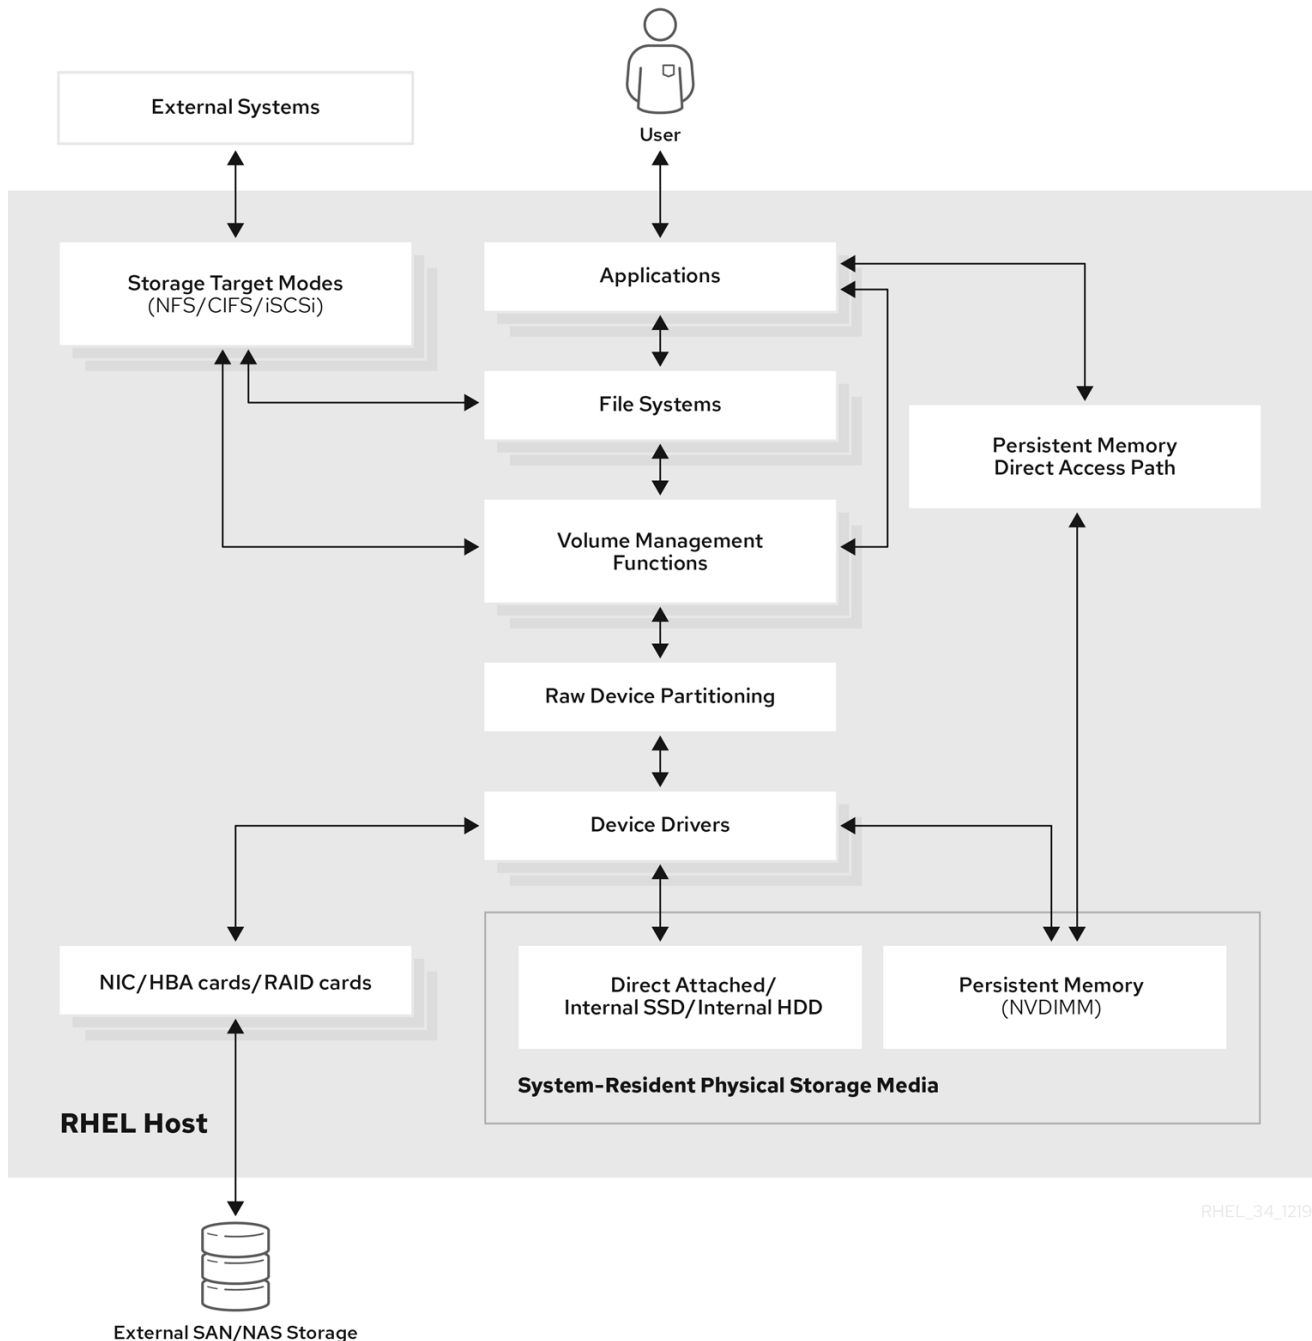 User
External Systems
Storage Target Modes
(NFS/CIFS/iSCSi)
Applications
File Systems
Persistent Memory
Direct Access Path
Volume Management
Functions
Raw Device Partitioning
Device Drivers
NIC/HBA cards/RAID cards
Direct Attached/
Internal SSD/Internal HDD
Persistent Memory
(NVDIMM)
System-Resident Physical Storage Media
RHEL Host
RHEL_34_1219
External SAN/NAS Storage